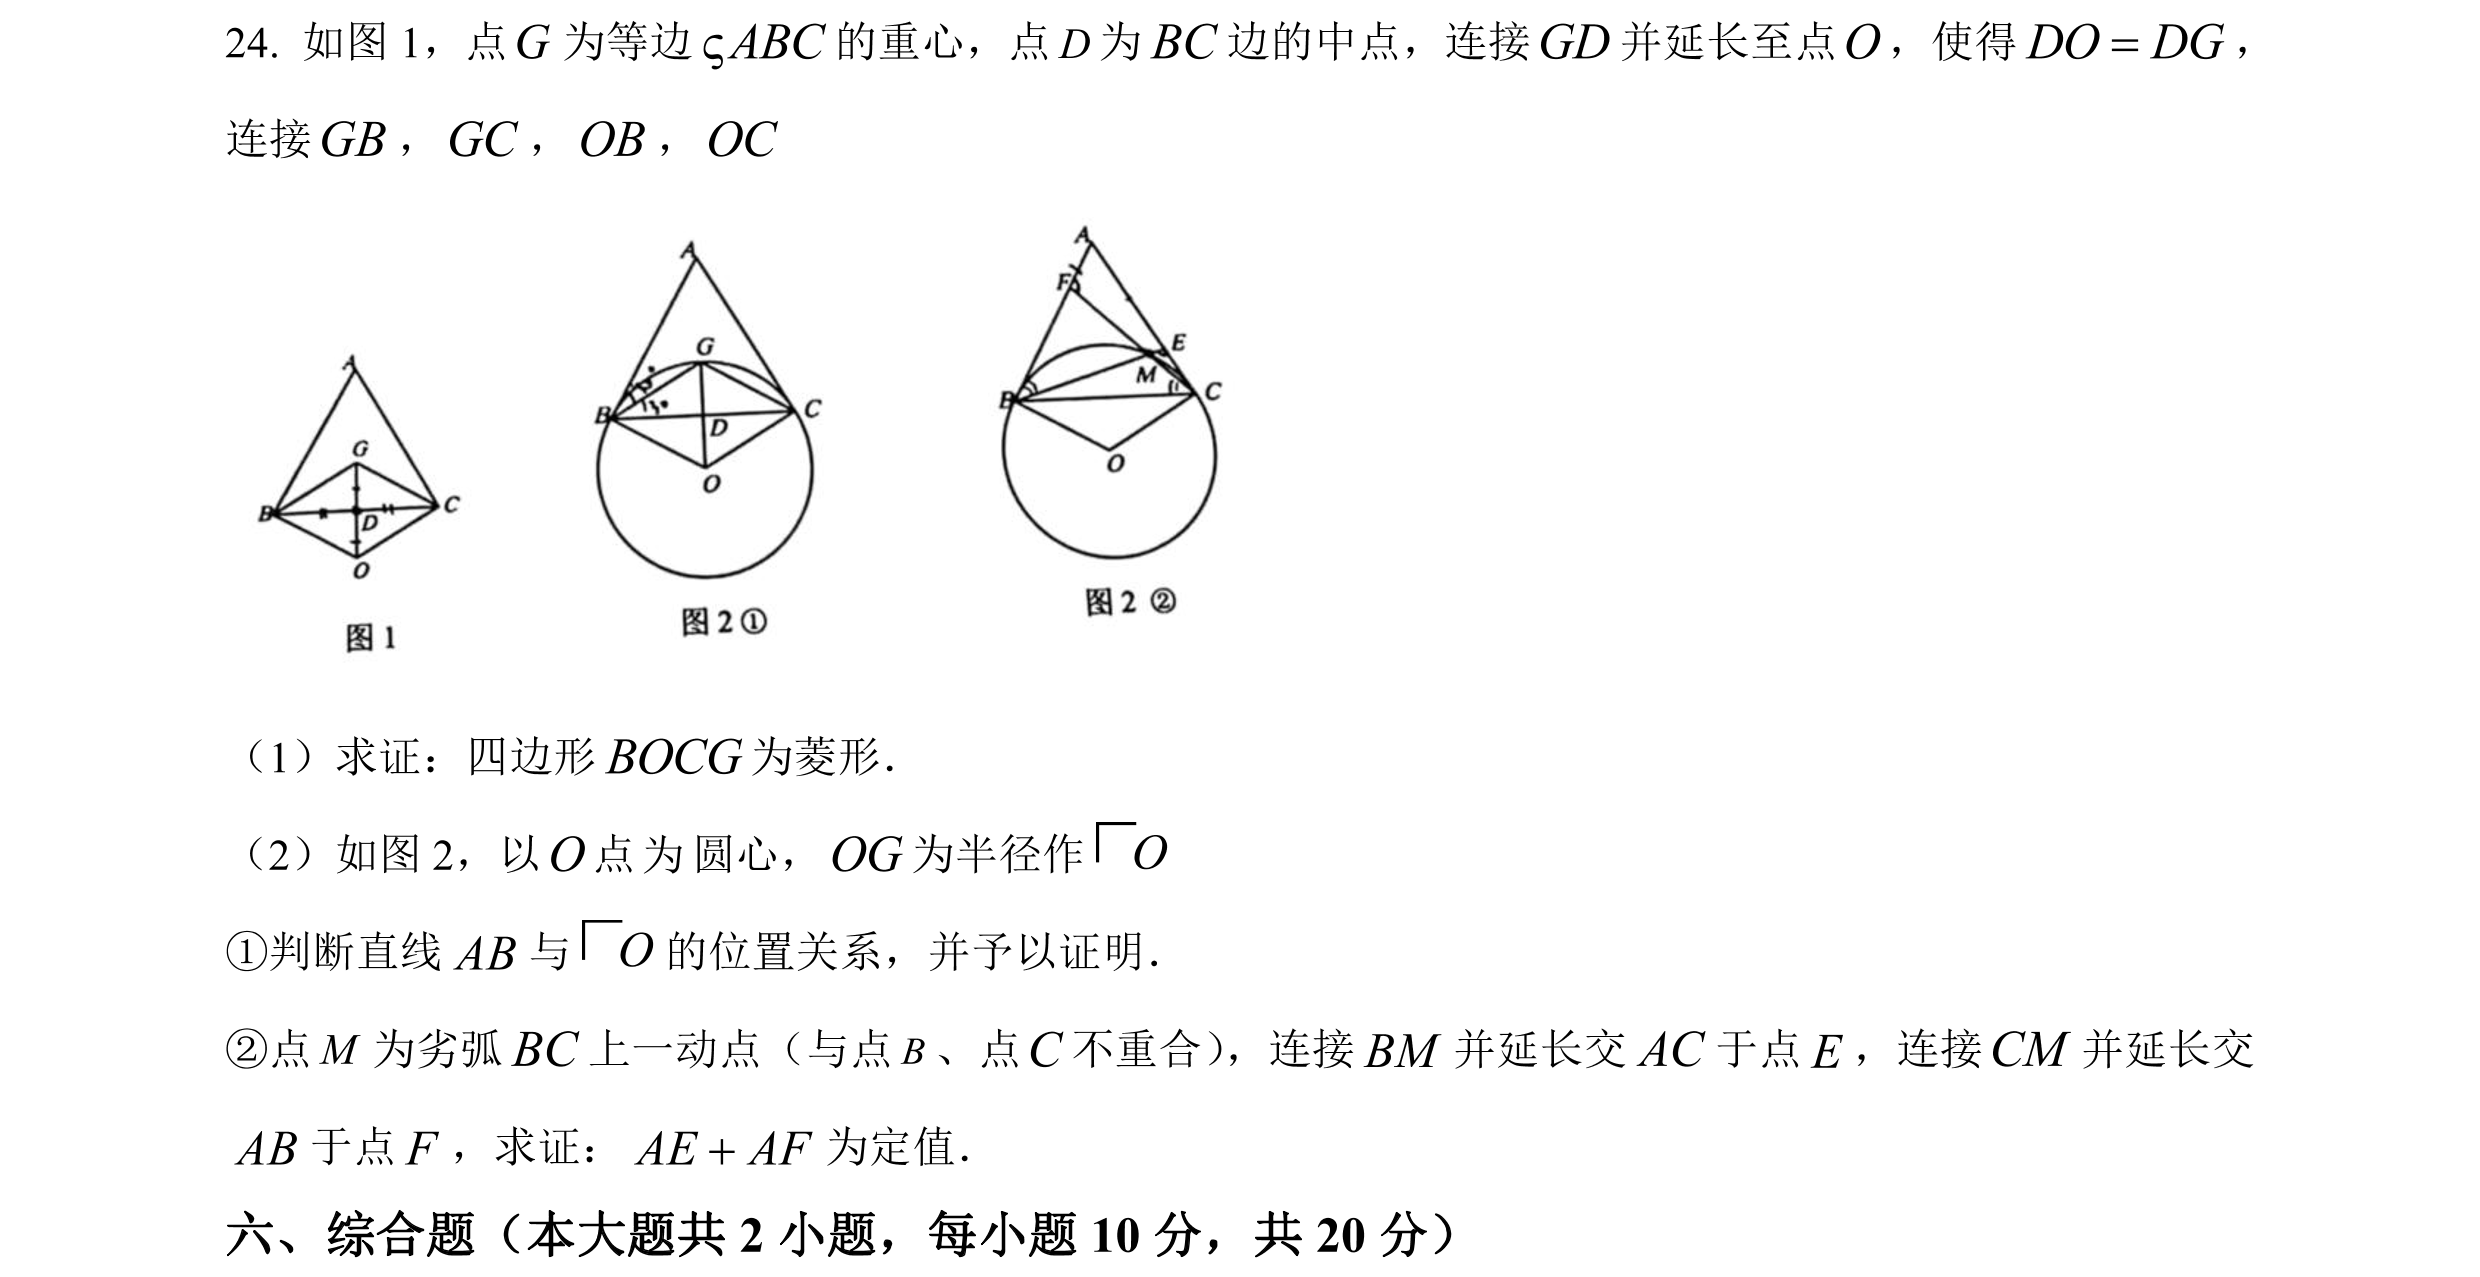 24. 如图 1，点 G 为等边 ςABC 的重心，点 D 为 BC 边的中点，连接 GD 并延长至点 O，使得 DO = DG，
连接 GB， GC， OB， OC
A G B D C O
A G B D C O
A F E M B C O
图 1
图 2 ①
图 2 ②
（1）求证：四边形 BOCG 为菱形．
（2）如图 2，以 O 点 为 圆心， OG 为半径作 O
①判断直线 AB 与 O 的位置关系，并予以证明．
②点 M 为劣弧 BC 上一动点（与点 B 、点 C 不重合），连接 BM 并延长交 AC 于点 E，连接 CM 并延长交
AB 于点 F，求证： AE + AF 为定值．
六、综合题（本大题共 2 小题，每小题 10 分，共 20 分）